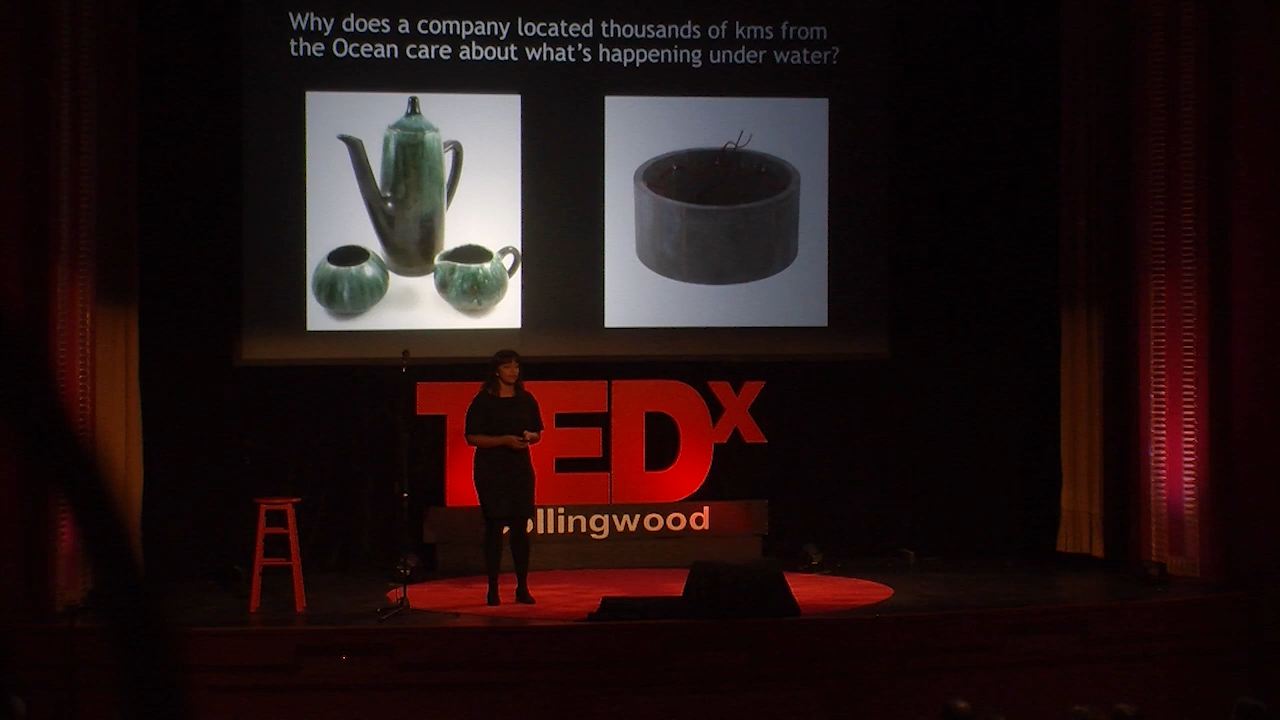 Why does a company located thousands of kms from
the Ocean care about what's happening under water?
TEDx
ollingwood